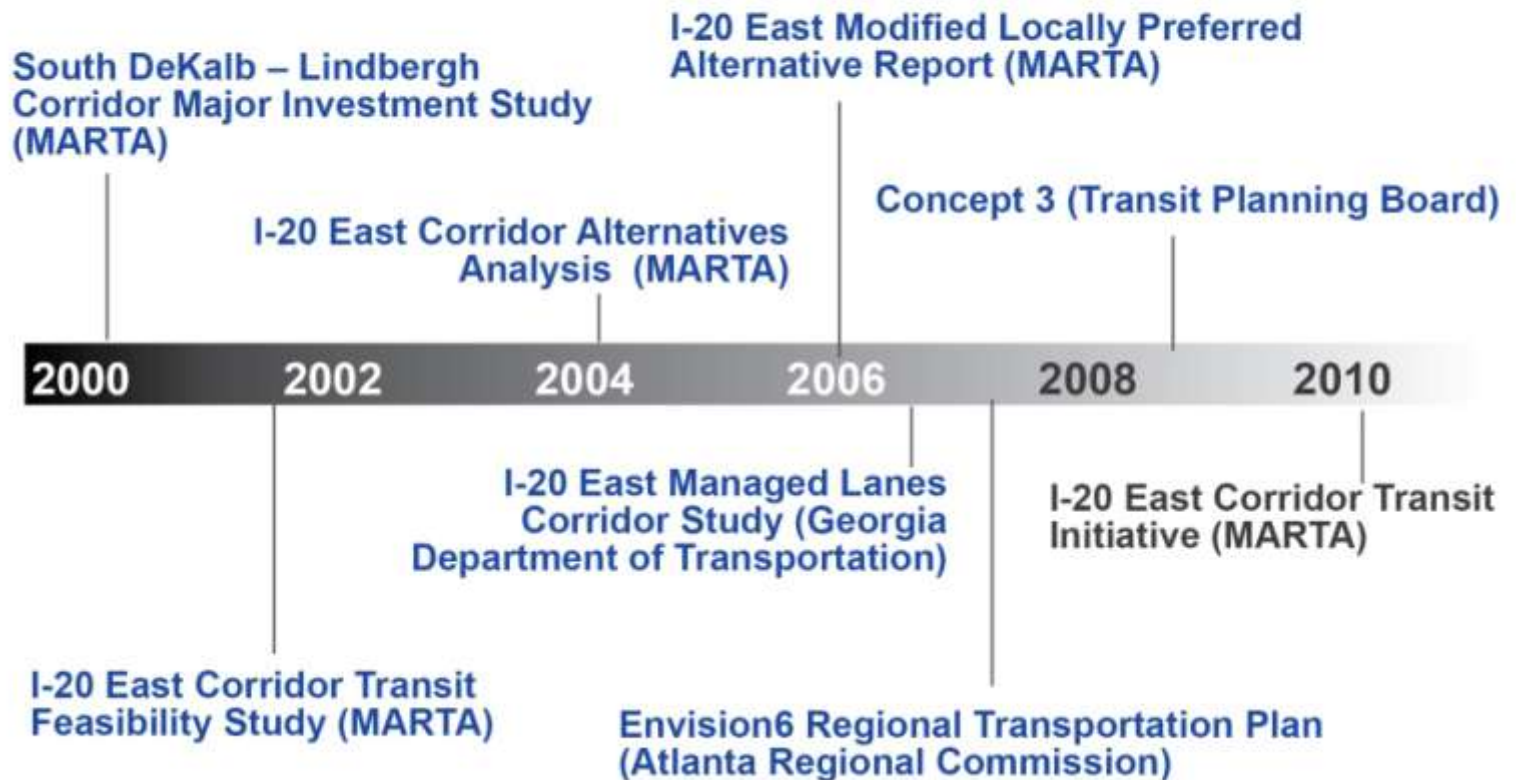 I-20 East Modified Locally Preferred
Alternative Report (MARTA)
South DeKalb – Lindbergh
Corridor Major Investment Study
(MARTA)
Concept 3 (Transit Planning Board)
I-20 East Corridor Alternatives
Analysis (MARTA)
2000 2002 2004 2006 2008 2010
I-20 East Managed Lanes
Corridor Study (Georgia
Department of Transportation)
I-20 East Corridor Transit
Initiative (MARTA)
I-20 East Corridor Transit
Feasibility Study (MARTA)
Envision6 Regional Transportation Plan
(Atlanta Regional Commission)